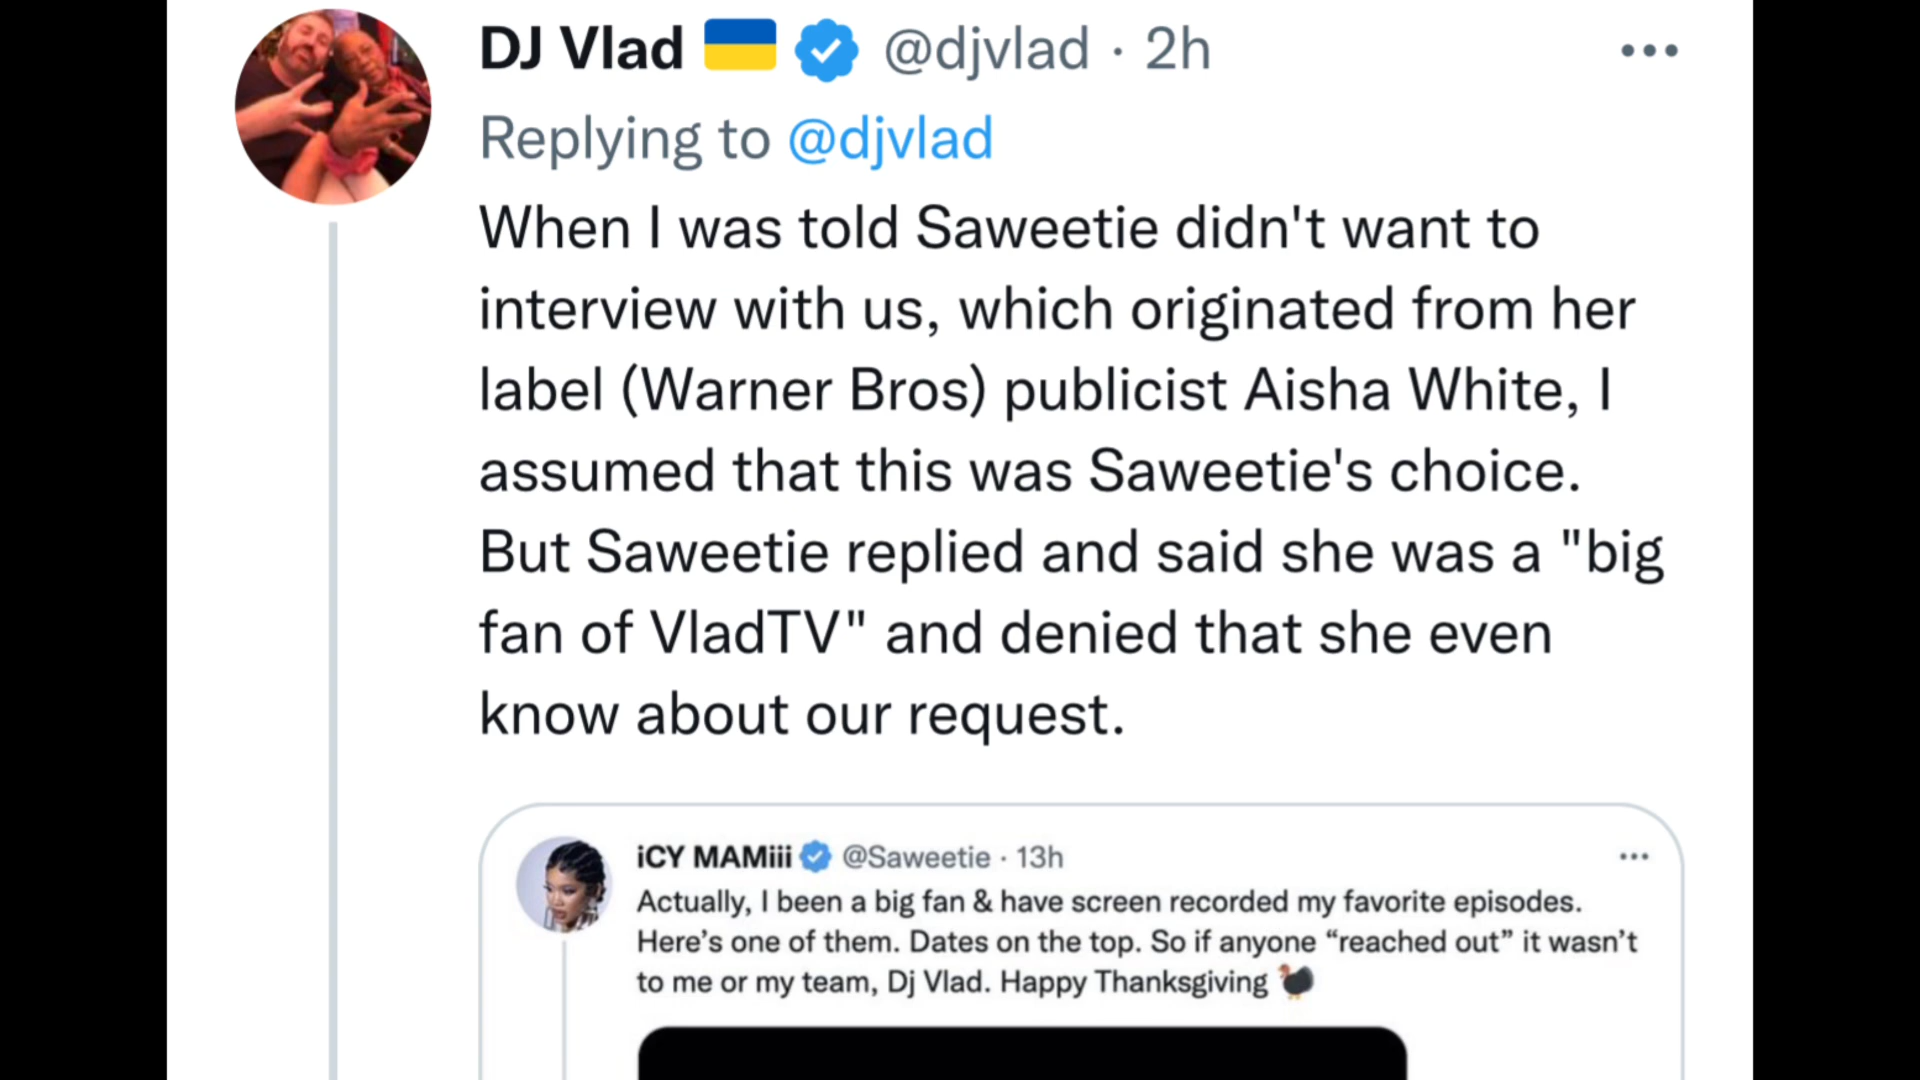 DJ Vlad 🇺🇦 @djvlad · 2h
Replying to @djvlad
When I was told Saweetie didn't want to
interview with us, which originated from her
label (Warner Bros) publicist Aisha White, I
assumed that this was Saweetie's choice.
But Saweetie replied and said she was a "big
fan of VladTV" and denied that she even
know about our request.
iCY MAMiii @Saweetie · 13h
Actually, I been a big fan & have screen recorded my favorite episodes.
Here’s one of them. Dates on the top. So if anyone “reached out” it wasn’t
to me or my team, Dj Vlad. Happy Thanksgiving 🦃